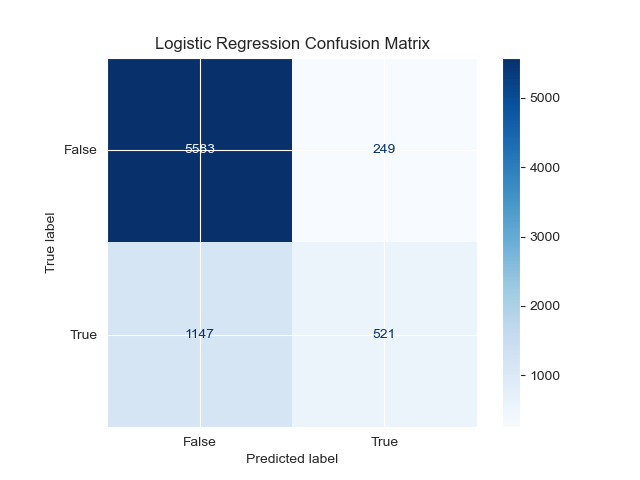 Logistic Regression Confusion Matrix
False 5583 249
True 1147 521
False True
Predicted label
True label
5000
4000
3000
2000
1000